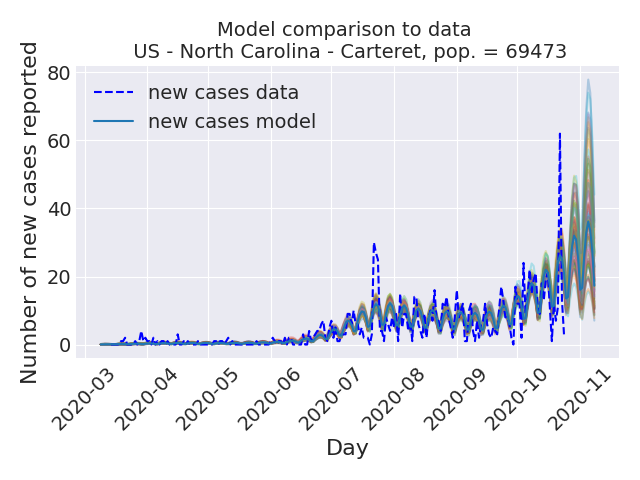 Model comparison to data
US - North Carolina - Carteret, pop. = 69473
Number of new cases reported
80
60
40
20
0
new cases data
new cases model
2020-03
2020-04
2020-05
2020-06
2020-07
2020-08
2020-09
2020-10
2020-11
Day